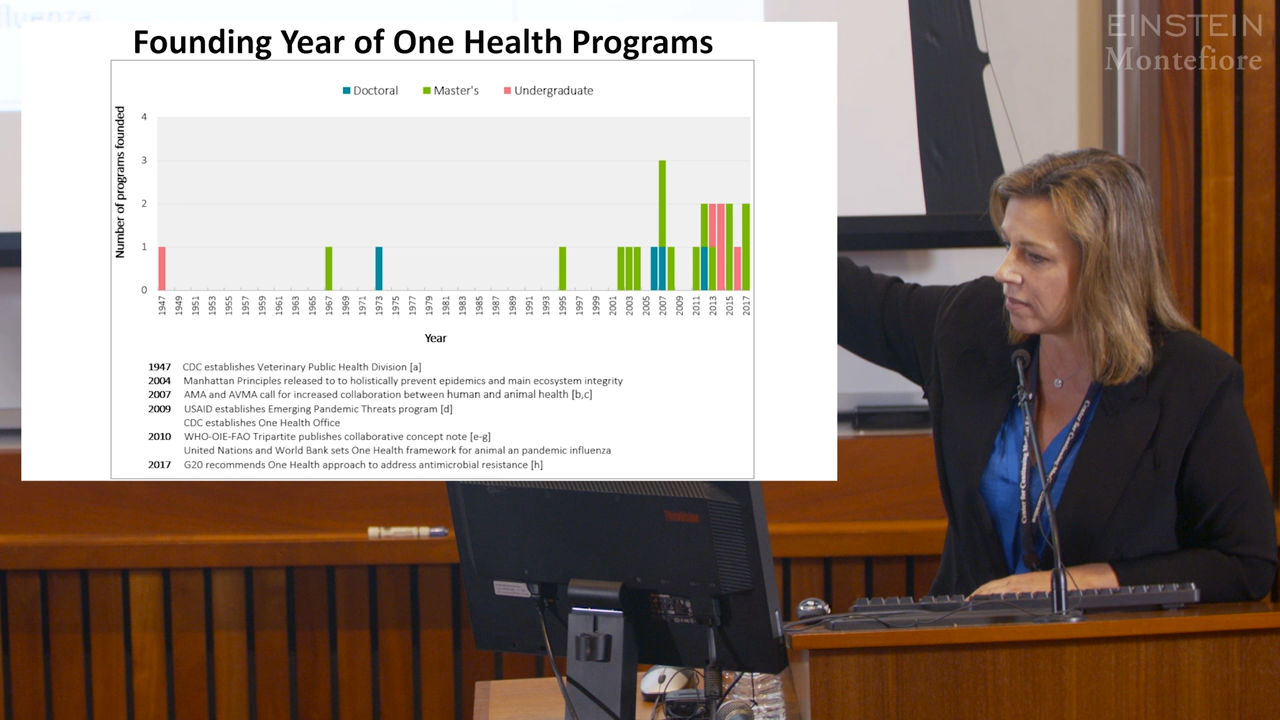 fluenza
EINSTEIN
Montefiore
Founding Year of One Health Programs
Doctoral Master's Undergraduate
Number of programs founded
4
3
2
1
0
1947 1949 1951 1953 1955 1957 1959 1961 1963 1965 1967 1969 1971 1973 1975 1977 1979 1981 1983 1985 1987 1989 1991 1993 1995 1997 1999 2001 2003 2005 2007 2009 2011 2013 2015 2017
Year
1947 CDC establishes Veterinary Public Health Division [a]
2004 Manhattan Principles released to to holistically prevent epidemics and main ecosystem integrity
2007 AMA and AVMA call for increased collaboration between human and animal health [b,c]
2009 USAID establishes Emerging Pandemic Threats program [d]
CDC establishes One Health Office
2010 WHO-OIE-FAO Tripartite publishes collaborative concept note [e-g]
United Nations and World Bank sets One Health framework for animal an pandemic influenza
2017 G20 recommends One Health approach to address antimicrobial resistance [h]
Center for Continuing